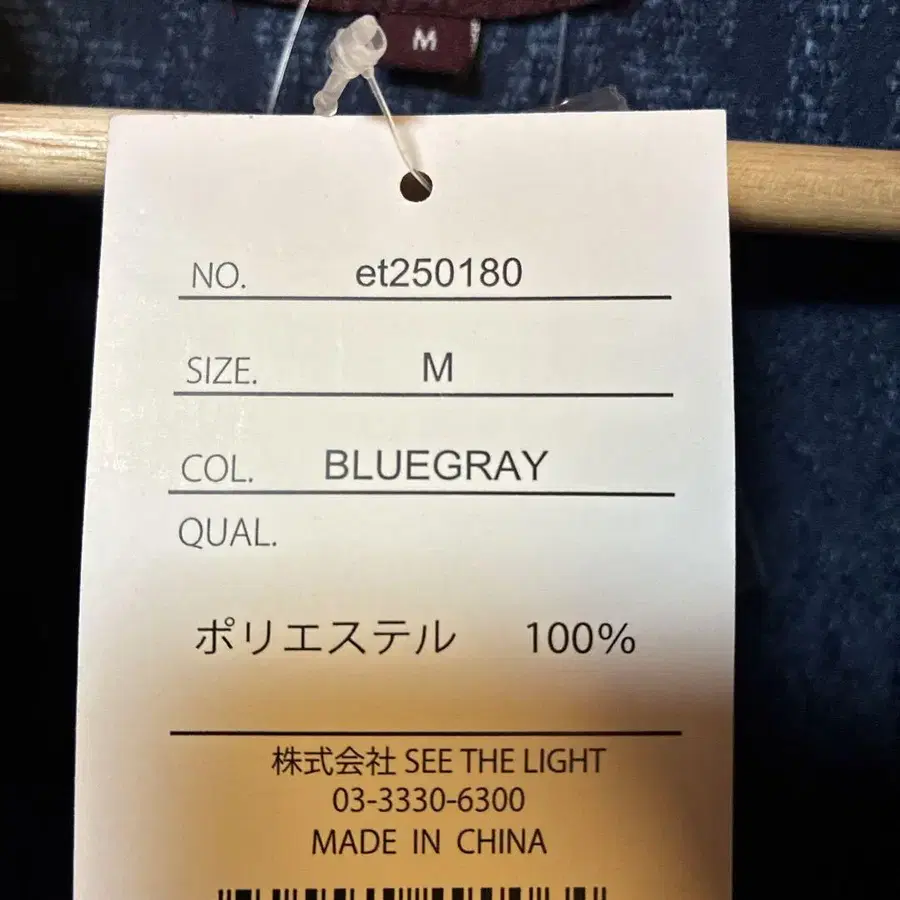 M
NO. et250180
SIZE. M
COL. BLUEGRAY
QUAL.
ポリエステル 100%
株式会社 SEE THE LIGHT
03-3330-6300
MADE IN CHINA